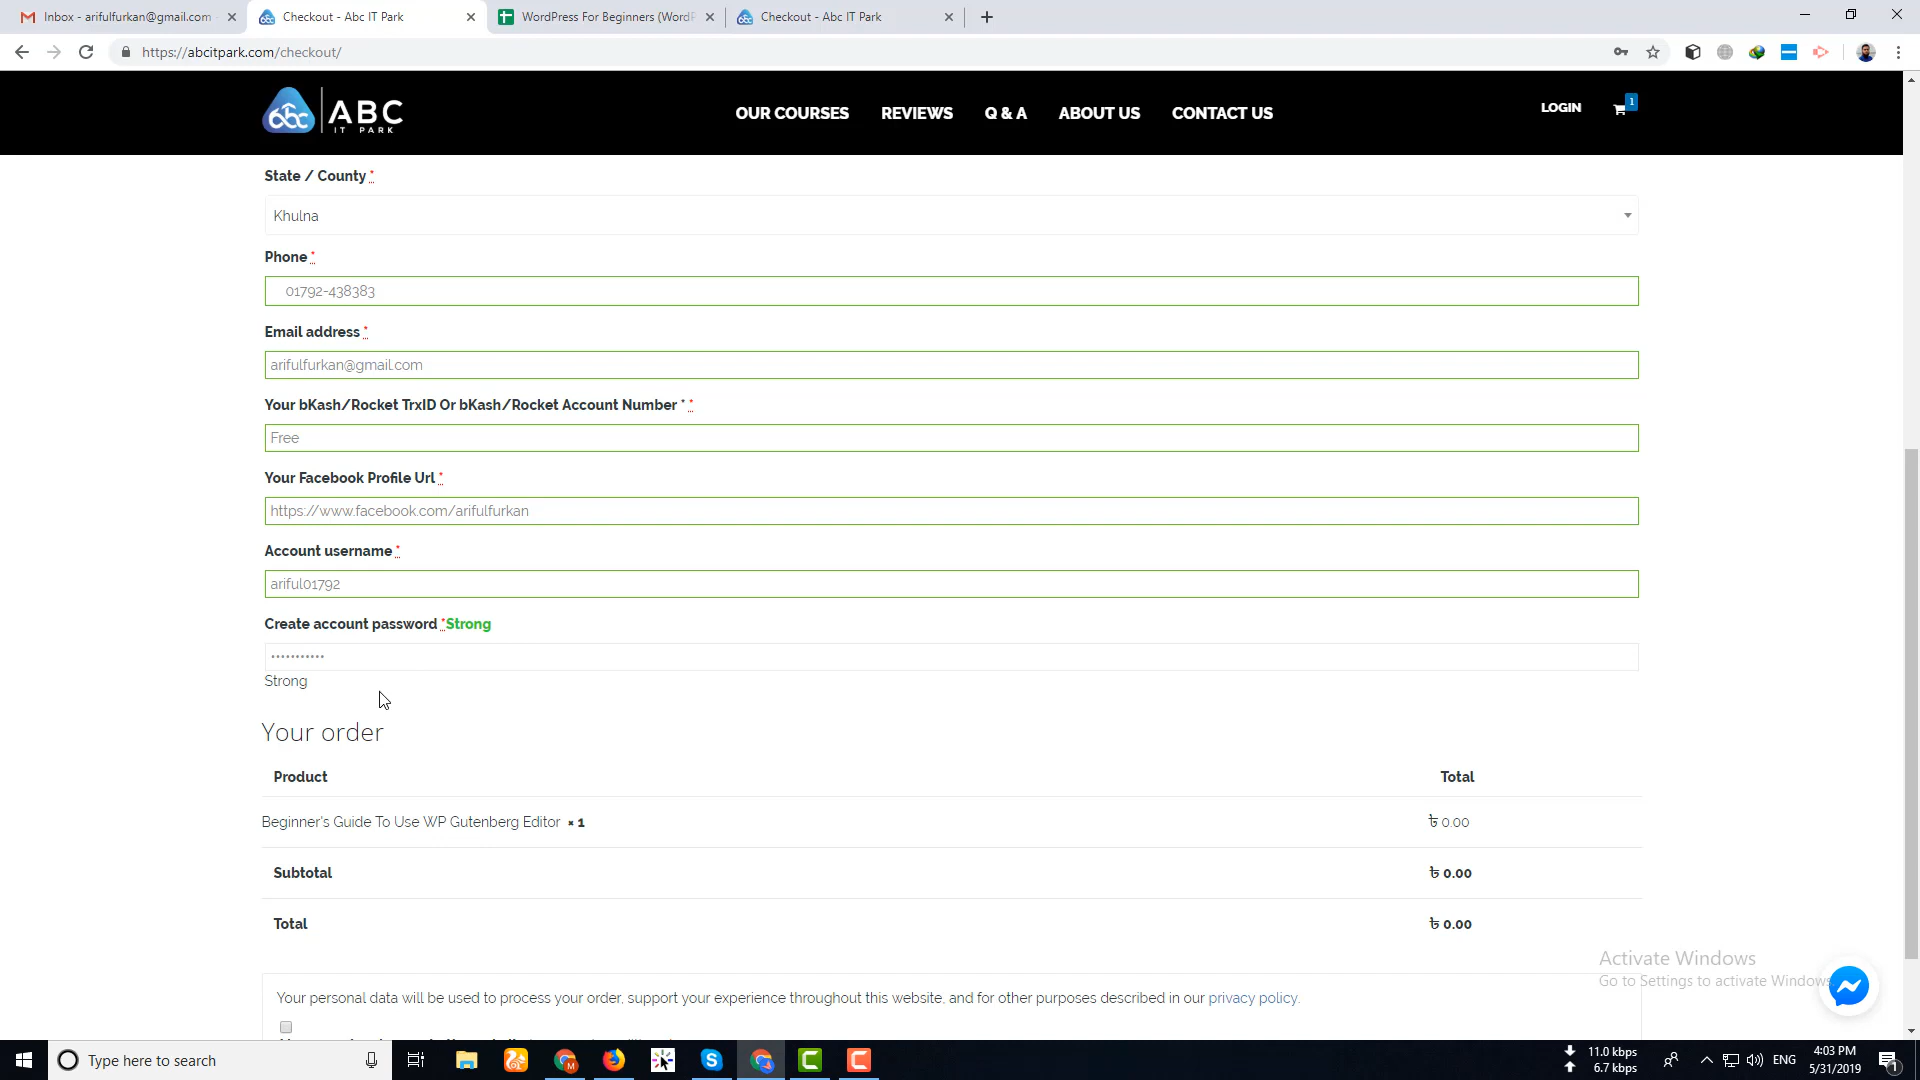 Inbox - arifulfurkan@gmail.com
Checkout - Abc IT Park
WordPress For Beginners (WordP
Checkout - Abc IT Park
https://abcitpark.com/checkout/
abc ABC
IT PARK
OUR COURSES REVIEWS Q & A ABOUT US CONTACT US
LOGIN
1
State / County *
Khulna
Phone *
01792-438383
Email address *
arifulfurkan@gmail.com
Your bKash/Rocket TrxID Or bKash/Rocket Account Number * *
Free
Your Facebook Profile Url *
https://www.facebook.com/arifulfurkan
Account username *
ariful01792
Create account password *Strong
•••••••••••
Strong
Your order
Product Total
Beginner's Guide To Use WP Gutenberg Editor × 1 ৳ 0.00
Subtotal ৳ 0.00
Total ৳ 0.00
Activate Windows
Go to Settings to activate Windows
Your personal data will be used to process your order, support your experience throughout this website, and for other purposes described in our privacy policy.
Type here to search
11.0 kbps
6.7 kbps
ENG
4:03 PM
5/31/2019
1